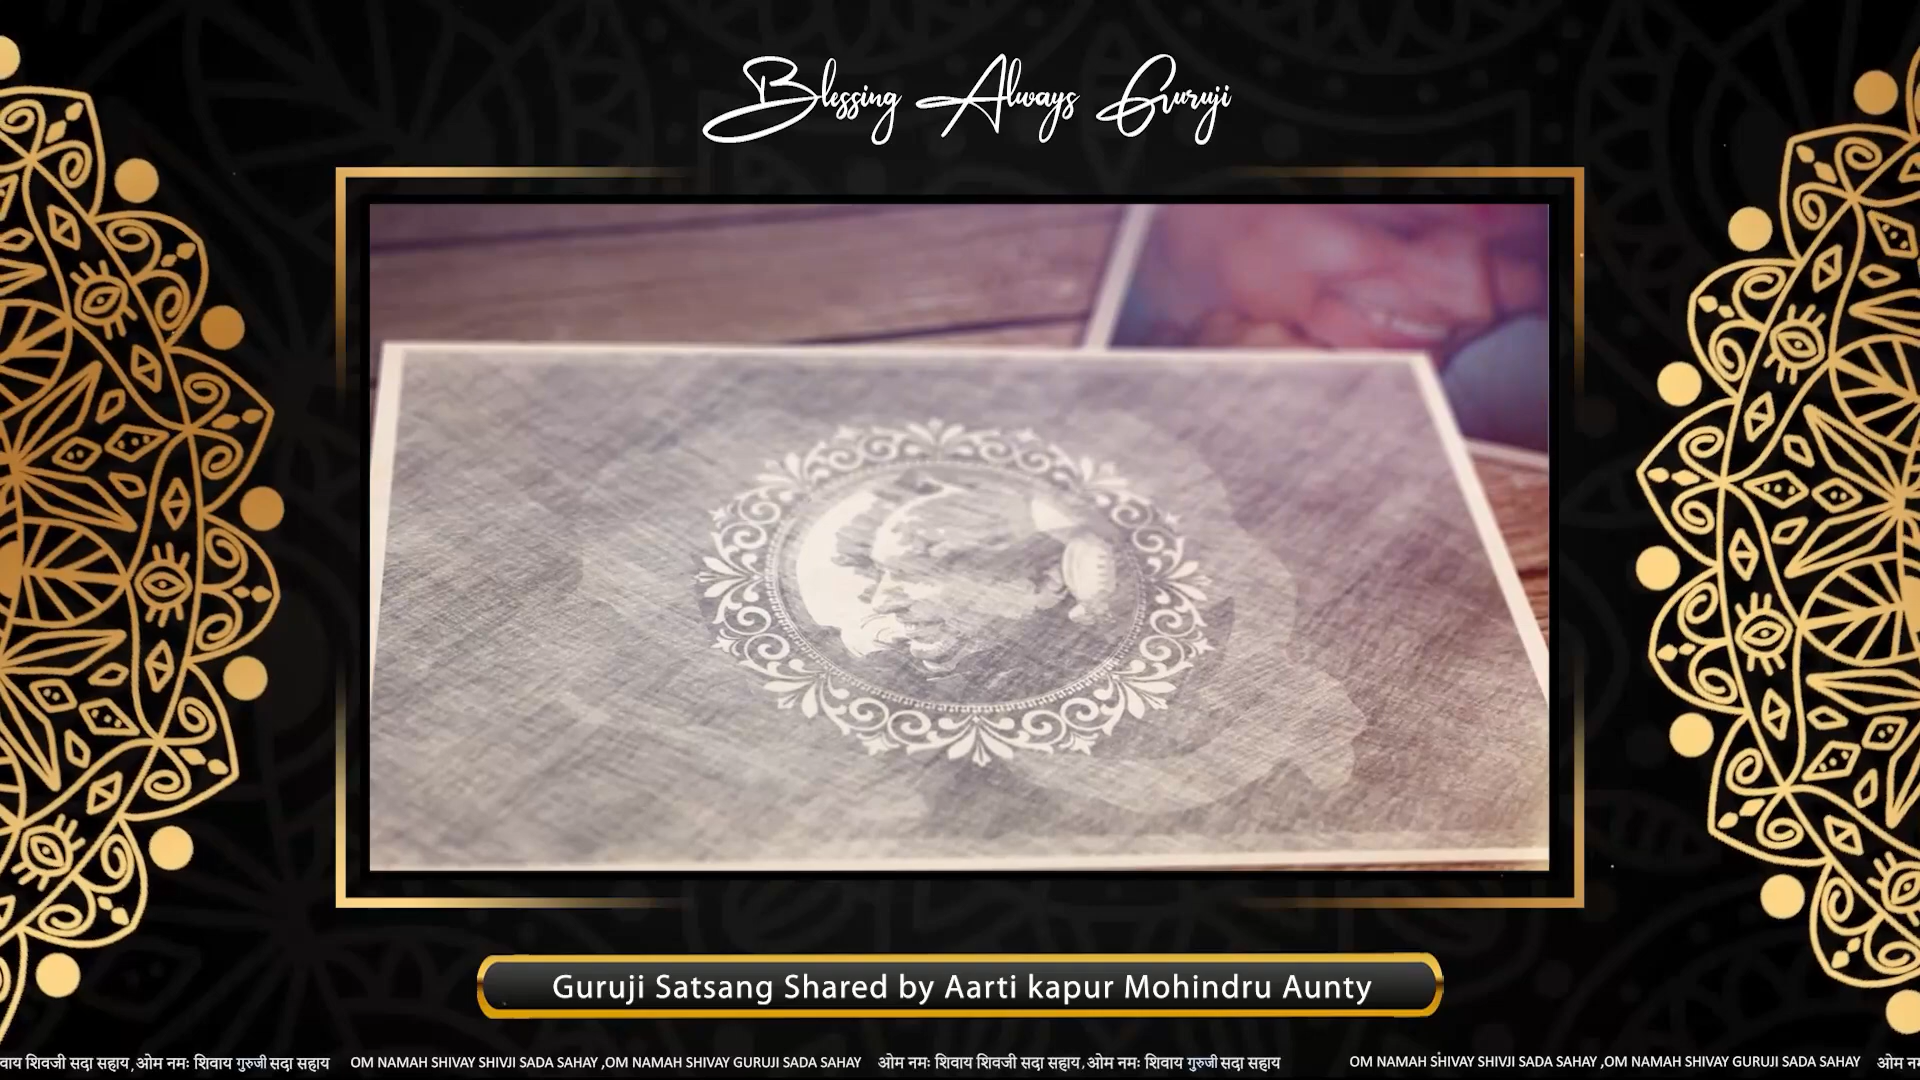 Blessing Always Guruji
Guruji Satsang Shared by Aarti kapur Mohindru Aunty
वाय शिवजी सदा सहाय, ओम नमः शिवाय गुरुजी सदा सहाय OM NAMAH SHIVAY SHIVJI SADA SAHAY ,OM NAMAH SHIVAY GURUJI SADA SAHAY ओम नमः शिवाय शिवजी सदा सहाय, ओम नमः शिवाय गुरुजी सदा सहाय OM NAMAH SHIVAY SHIVJI SADA SAHAY ,OM NAMAH SHIVAY GURUJI SADA SAHAY ओम